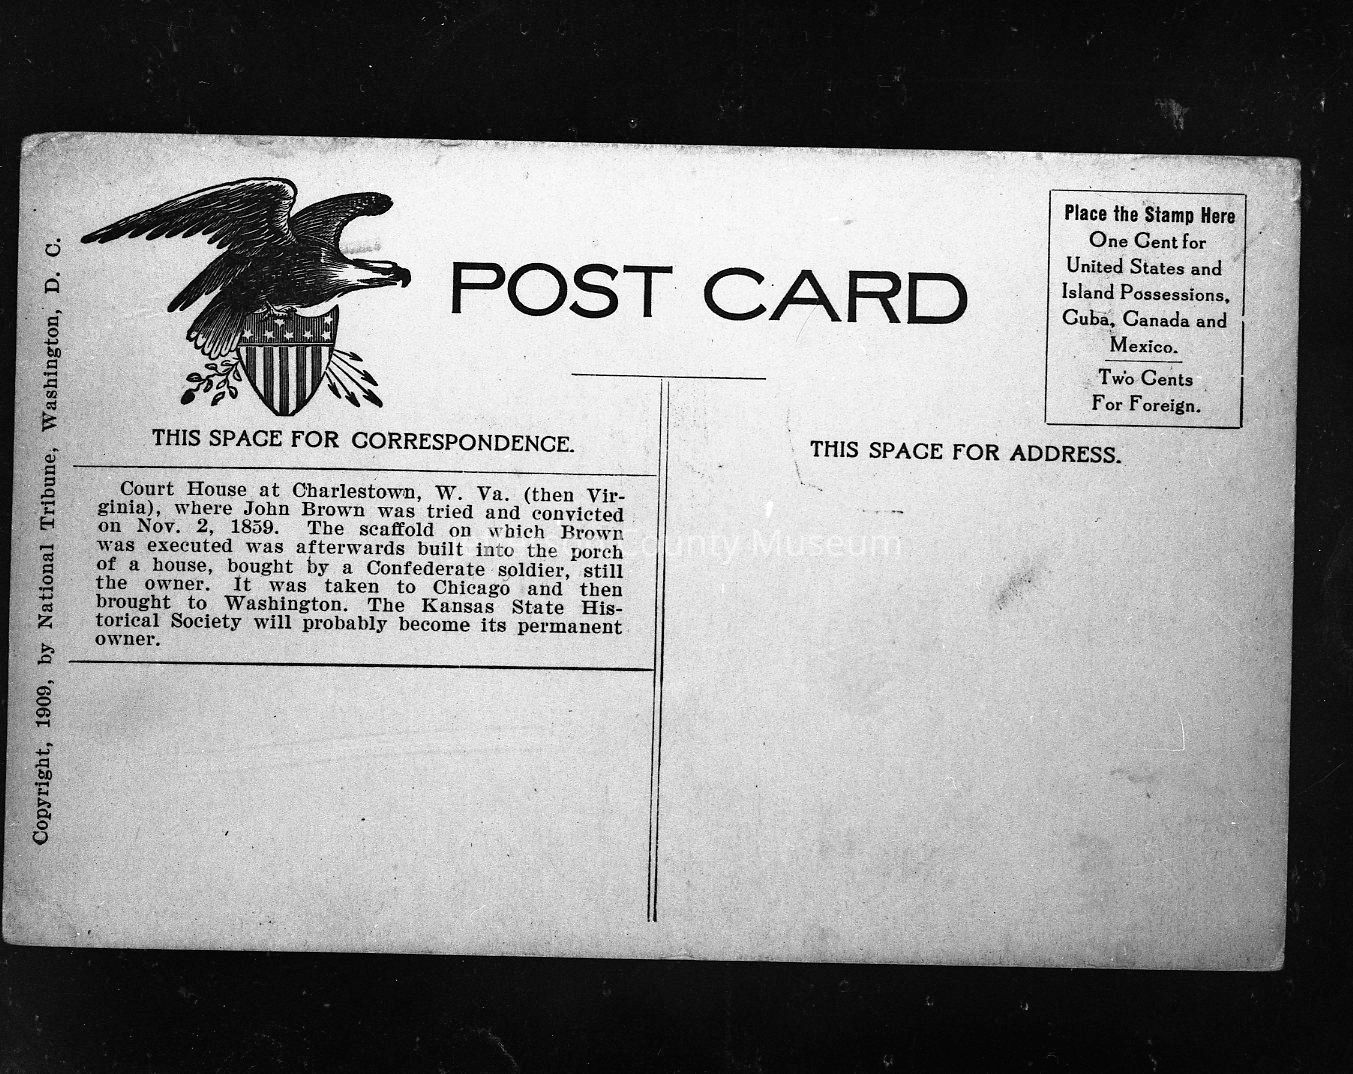 POST CARD
Place the Stamp Here
One Cent for
United States and
Island Possessions,
Cuba, Canada and
Mexico.
Two Cents
For Foreign.
THIS SPACE FOR CORRESPONDENCE.
THIS SPACE FOR ADDRESS.
Court House at Charlestown, W. Va. (then Vir-
ginia), where John Brown was tried and convicted
on Nov. 2, 1859. The scaffold on which Brown
was executed was afterwards built into the porch
of a house, bought by a Confederate soldier, still
the owner. It was taken to Chicago and then
brought to Washington. The Kansas State His-
torical Society will probably become its permanent
owner.
Copyright, 1909, by National Tribune, Washington, D. C.
County Museum